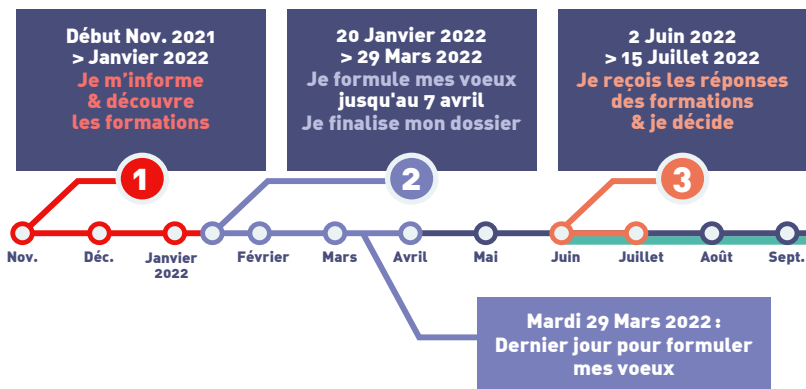 Début Nov. 2021
> Janvier 2022
Je m'informe
& découvre
les formations
1
20 Janvier 2022
> 29 Mars 2022
Je formule mes voeux
jusqu'au 7 avril
Je finalise mon dossier
2
2 Juin 2022
> 15 Juillet 2022
Je reçois les réponses
des formations
& je décide
3
Nov.
Déc.
Janvier
2022
Février
Mars
Avril
Mai
Juin
Juillet
Août
Sept.
Mardi 29 Mars 2022 :
Dernier jour pour formuler
mes voeux